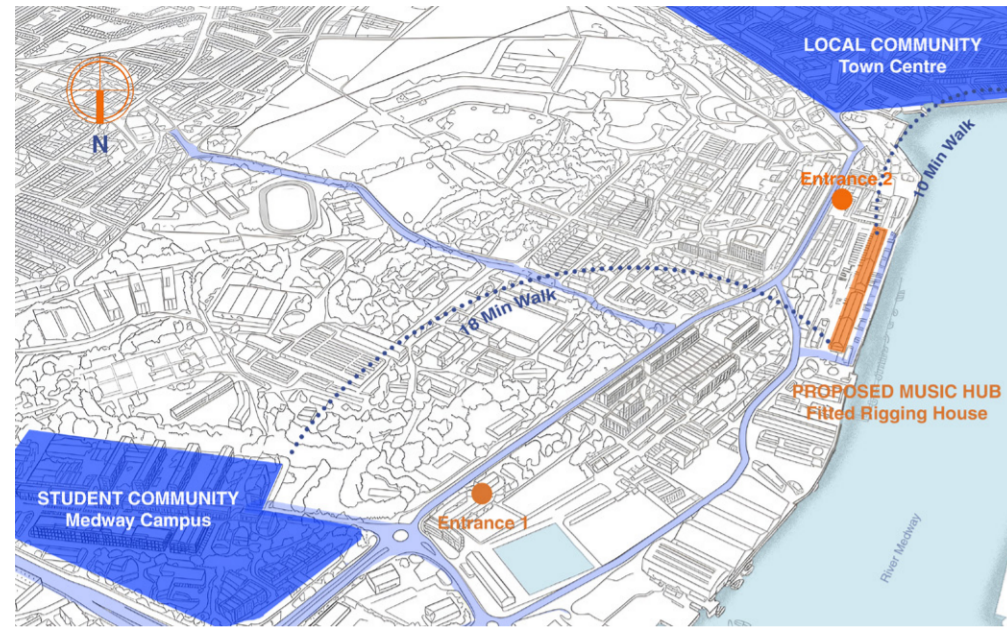 LOCAL COMMUNITY
Town Centre
N
10 Min Walk
Entrance 2
18 Min Walk
PROPOSED MUSIC HUB
Fitted Rigging House
STUDENT COMMUNITY
Medway Campus
Entrance 1
River Medway